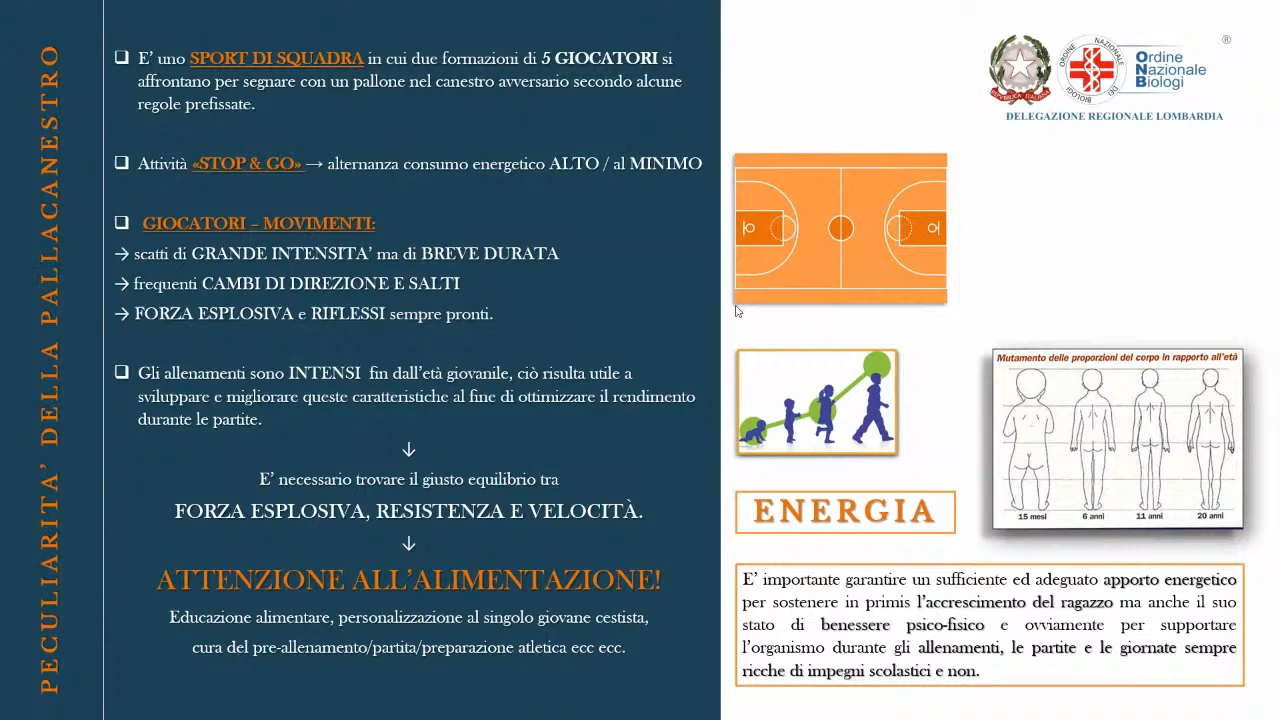 PECULIARITA' DELLA PALLACANESTRO
E' uno SPORT DI SQUADRA in cui due formazioni di 5 GIOCATORI si
affrontano per segnare con un pallone nel canestro avversario secondo alcune
regole prefissate.
Attività «STOP & GO» → alternanza consumo energetico ALTO / al MINIMO
GIOCATORI – MOVIMENTI:
→ scatti di GRANDE INTENSITA' ma di BREVE DURATA
→ frequenti CAMBI DI DIREZIONE E SALTI
→ FORZA ESPLOSIVA e RIFLESSI sempre pronti.
Gli allenamenti sono INTENSI fin dall'età giovanile, ciò risulta utile a
sviluppare e migliorare queste caratteristiche al fine di ottimizzare il rendimento
durante le partite.
↓
E' necessario trovare il giusto equilibrio tra
FORZA ESPLOSIVA, RESISTENZA E VELOCITÀ.
↓
ATTENZIONE ALL'ALIMENTAZIONE!
Educazione alimentare, personalizzazione al singolo giovane cestista,
cura del pre-allenamento/partita/preparazione atletica ecc ecc.
REPUBBLICA ITALIANA
ORDINE NAZIONALE DEI BIOLOGI
Ordine
Nazionale
Biologi
®
DELEGAZIONE REGIONALE LOMBARDIA
Mutamento delle proporzioni del corpo in rapporto all'età
15 mesi 6 anni 11 anni 20 anni
ENERGIA
E' importante garantire un sufficiente ed adeguato apporto energetico
per sostenere in primis l'accrescimento del ragazzo ma anche il suo
stato di benessere psico-fisico e ovviamente per supportare
l'organismo durante gli allenamenti, le partite e le giornate sempre
ricche di impegni scolastici e non.